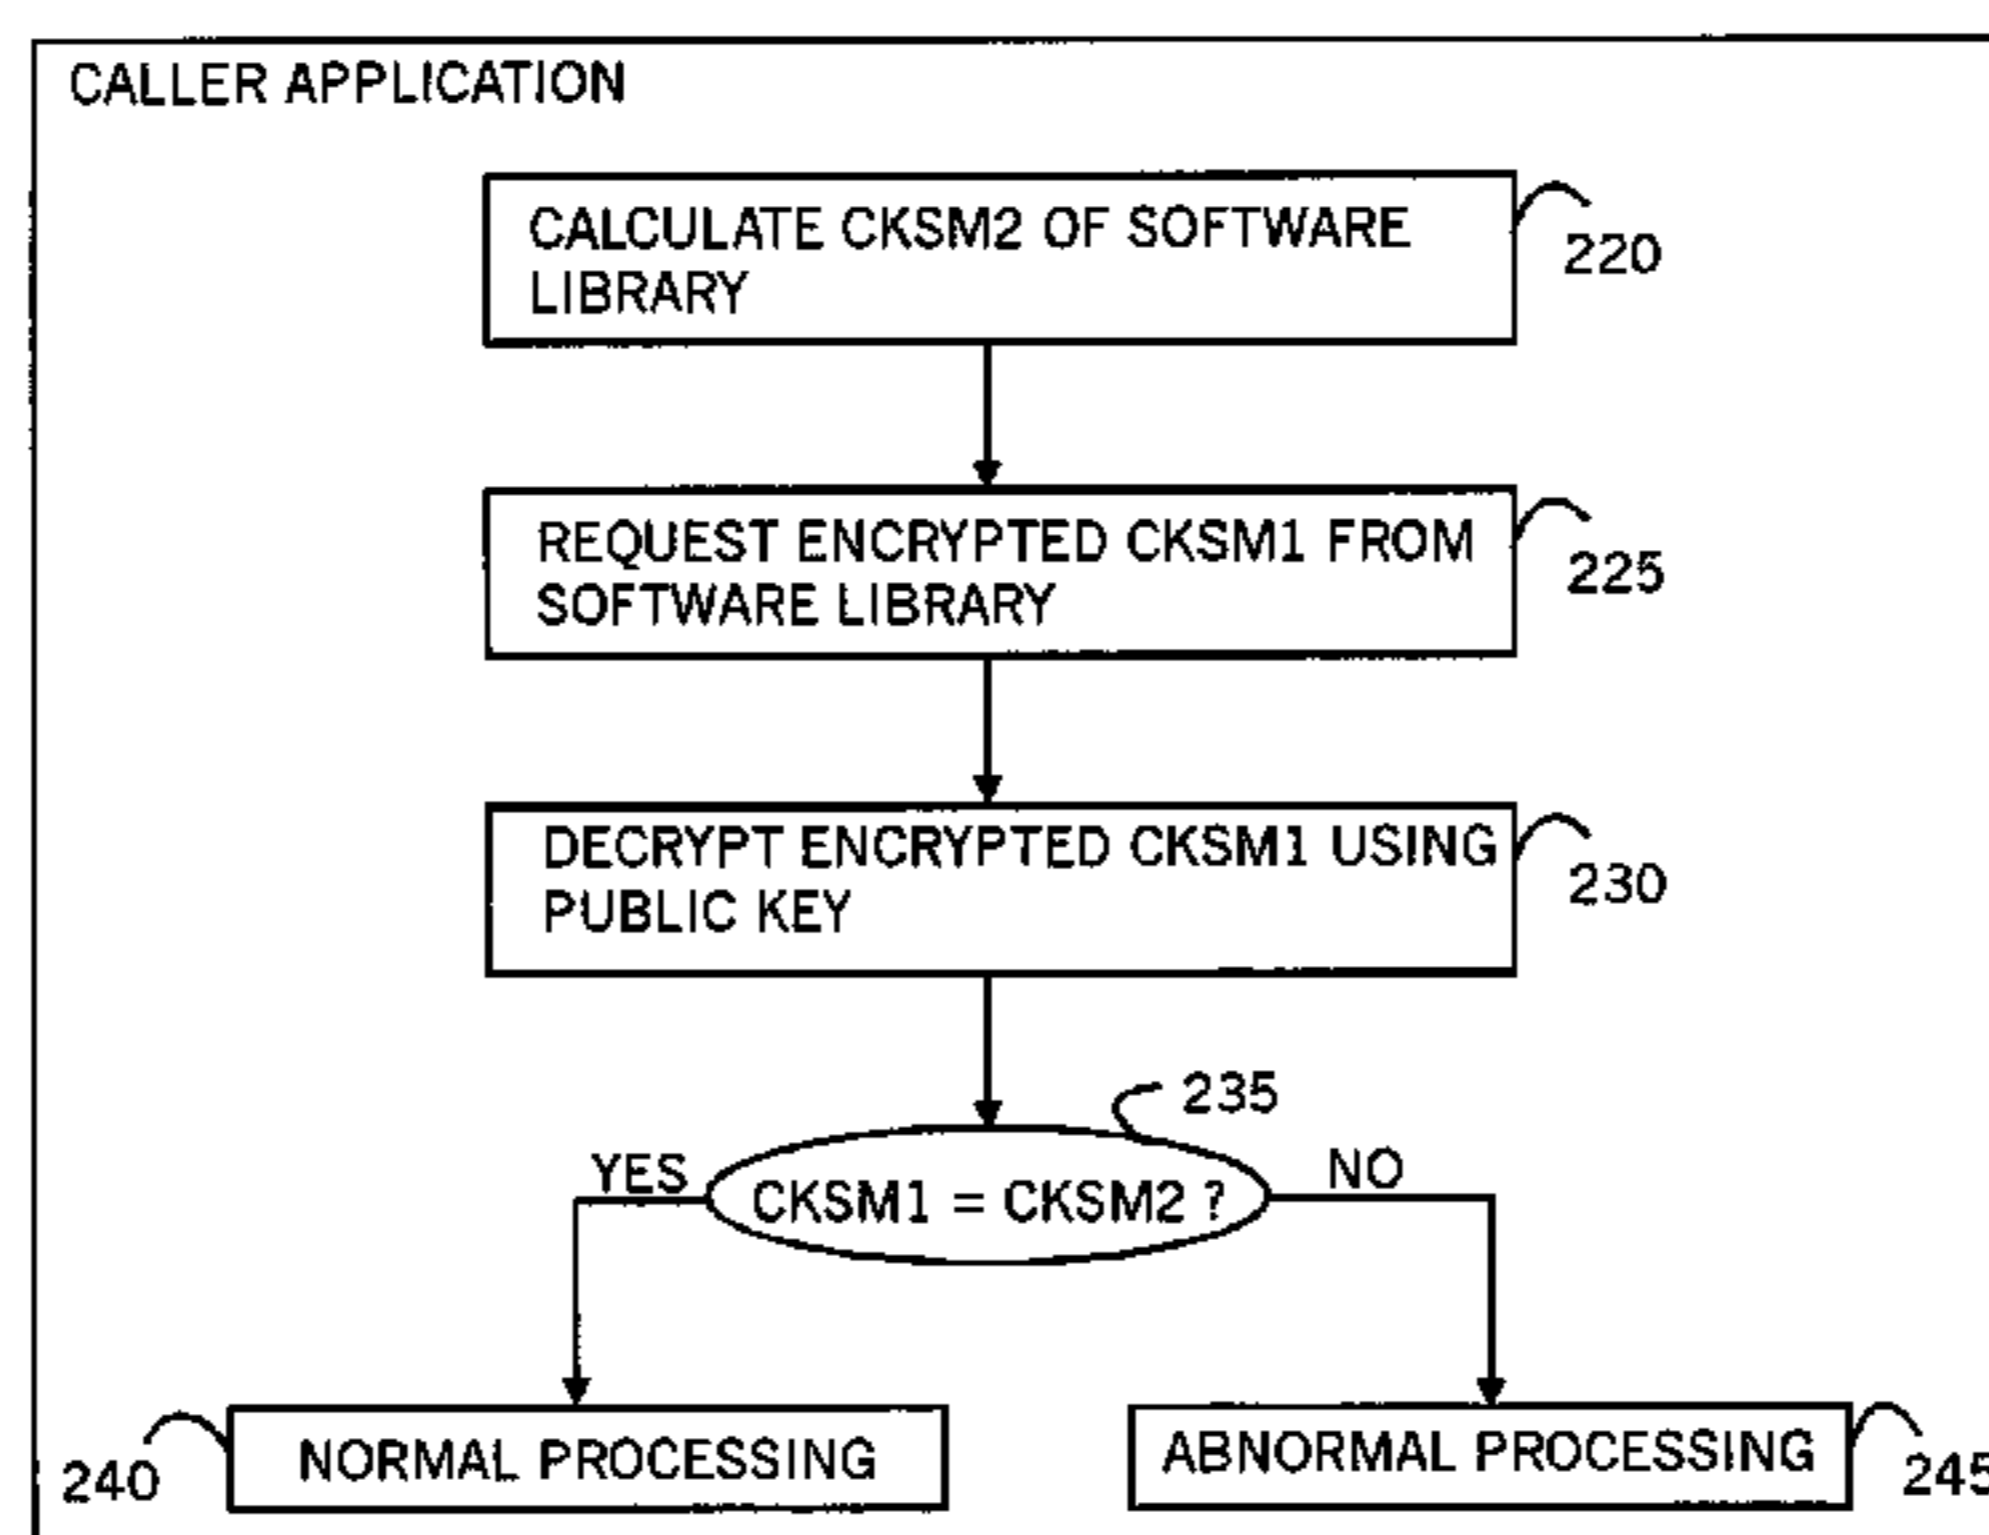 CALLER APPLICATION
CALCULATE CKSM2 OF SOFTWARE
LIBRARY
220
REQUEST ENCRYPTED CKSM1 FROM
SOFTWARE LIBRARY
225
DECRYPT ENCRYPTED CKSM1 USING
PUBLIC KEY
230
235
YES
CKSM1 = CKSM2 ?
NO
240
NORMAL PROCESSING
ABNORMAL PROCESSING
245